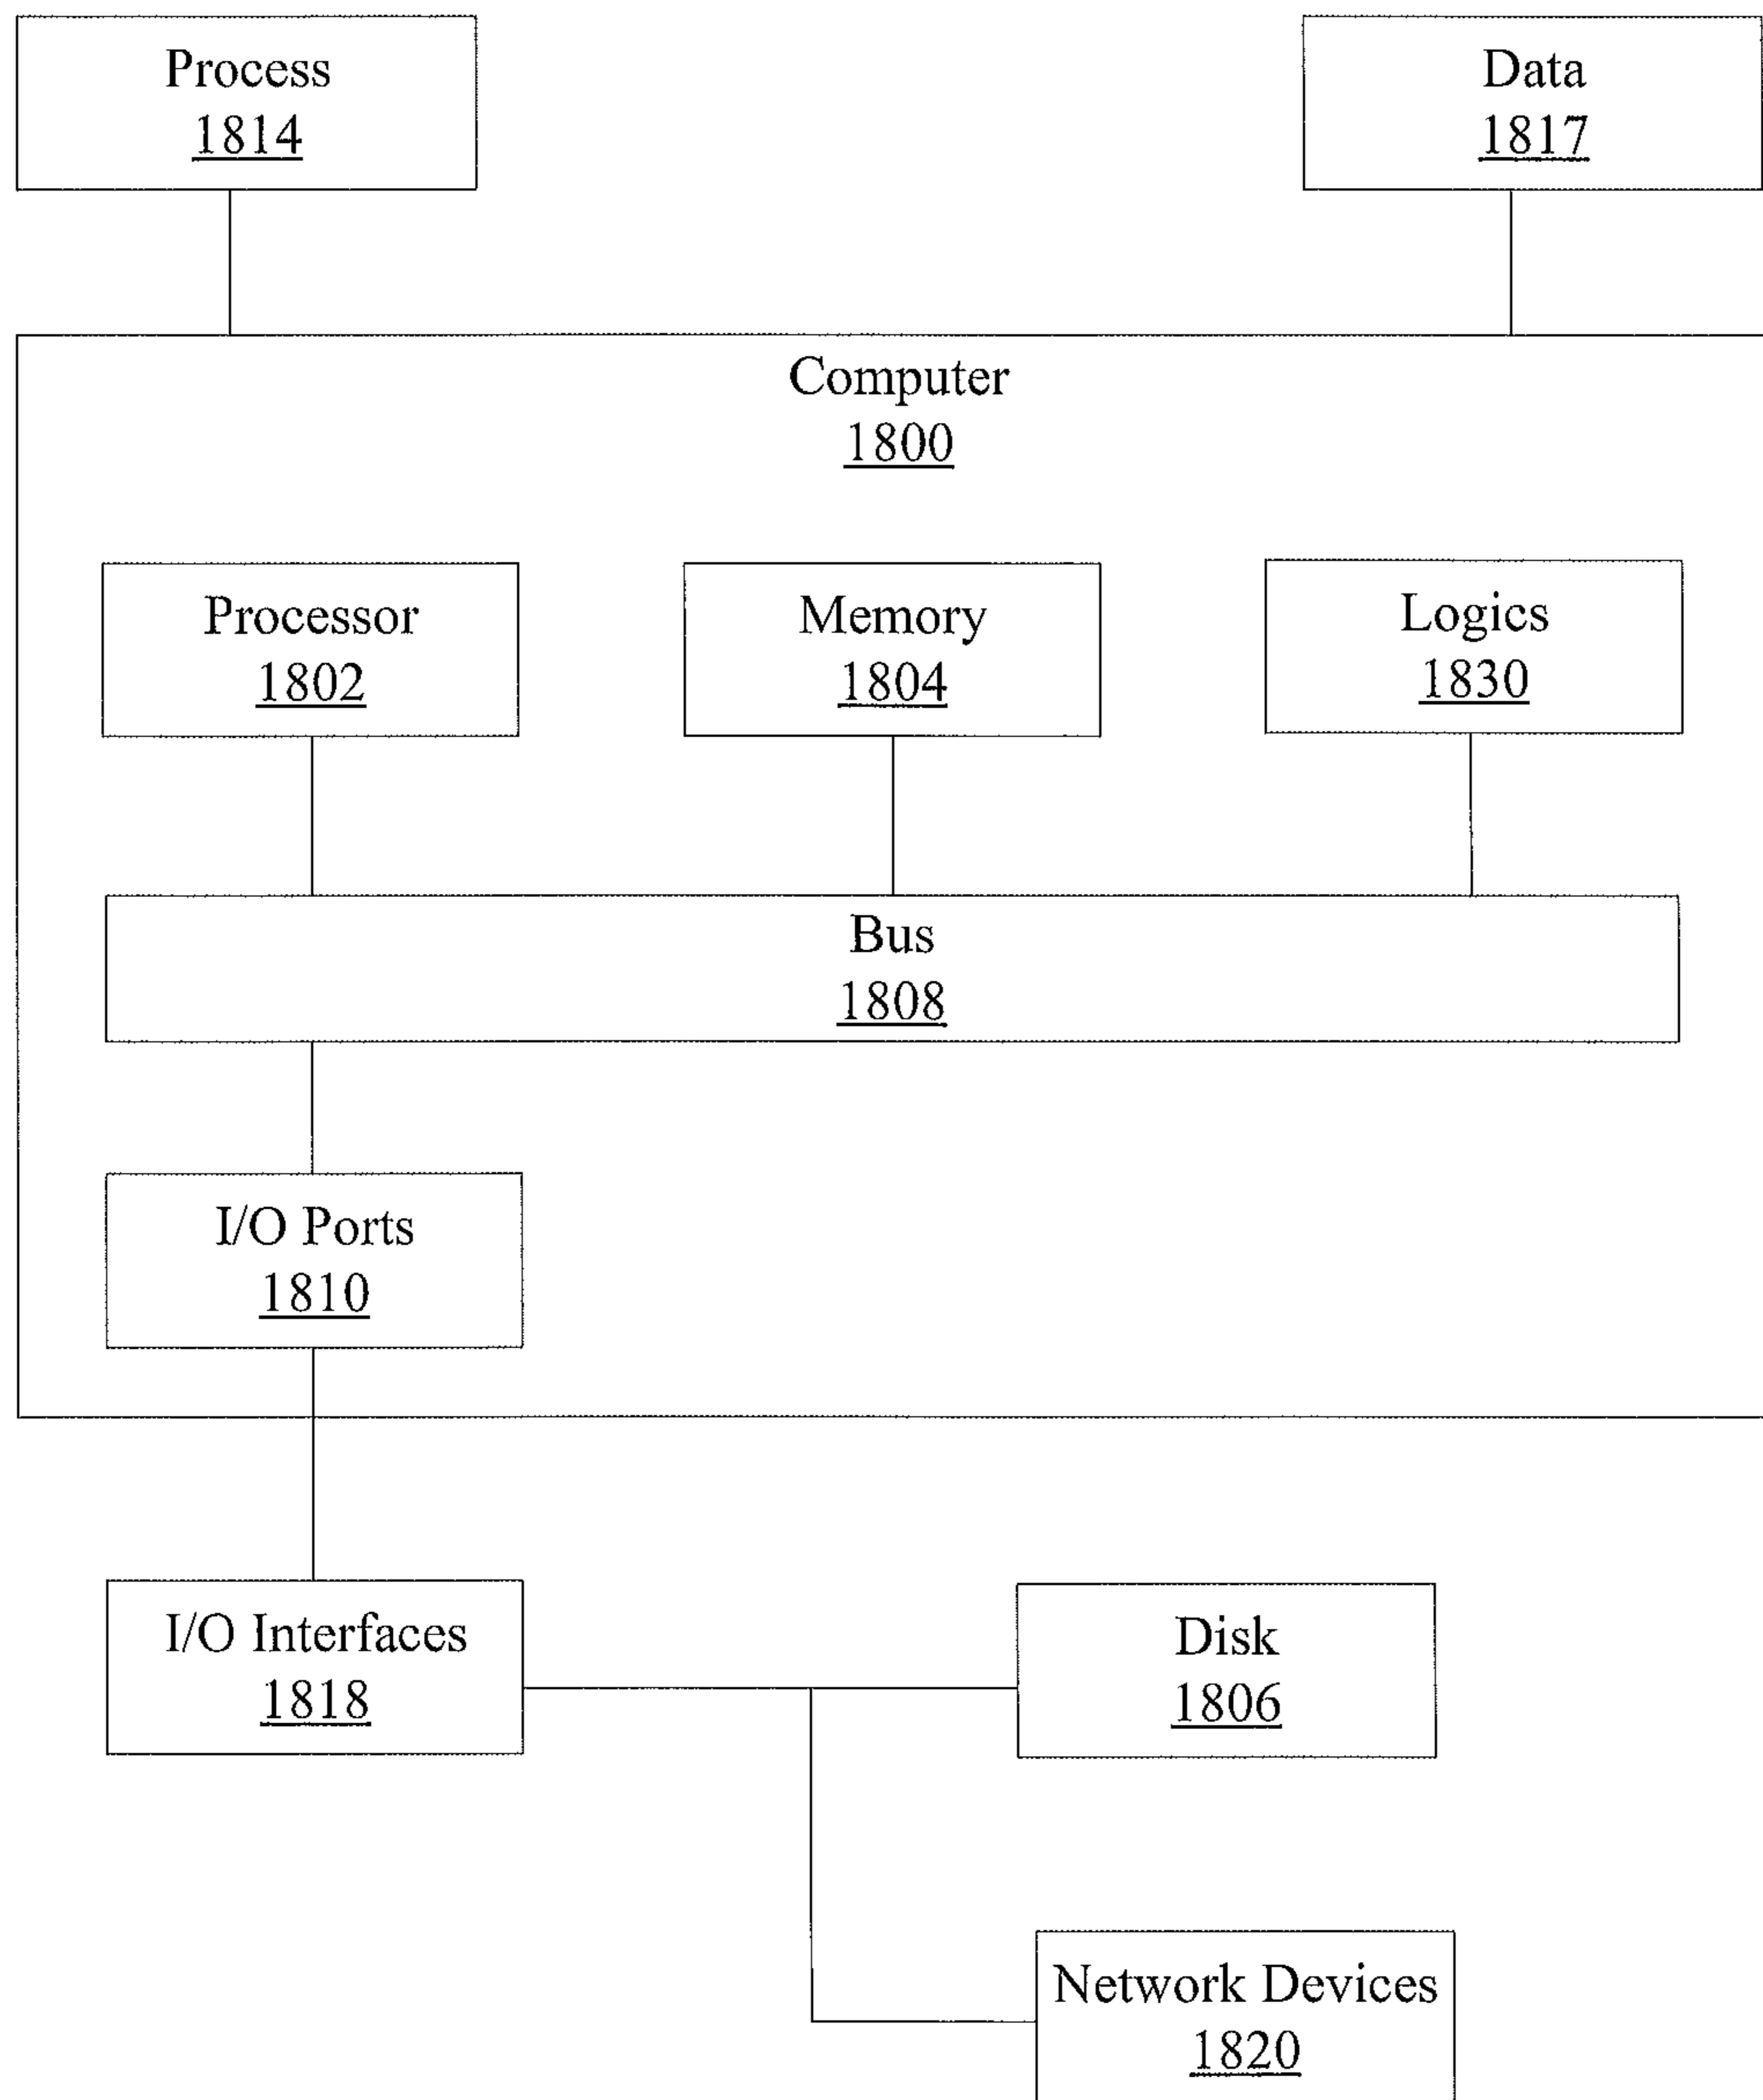 Process
1814
Data
1817
Computer
1800
Processor
1802
Memory
1804
Logics
1830
Bus
1808
I/O Ports
1810
I/O Interfaces
1818
Disk
1806
Network Devices
1820